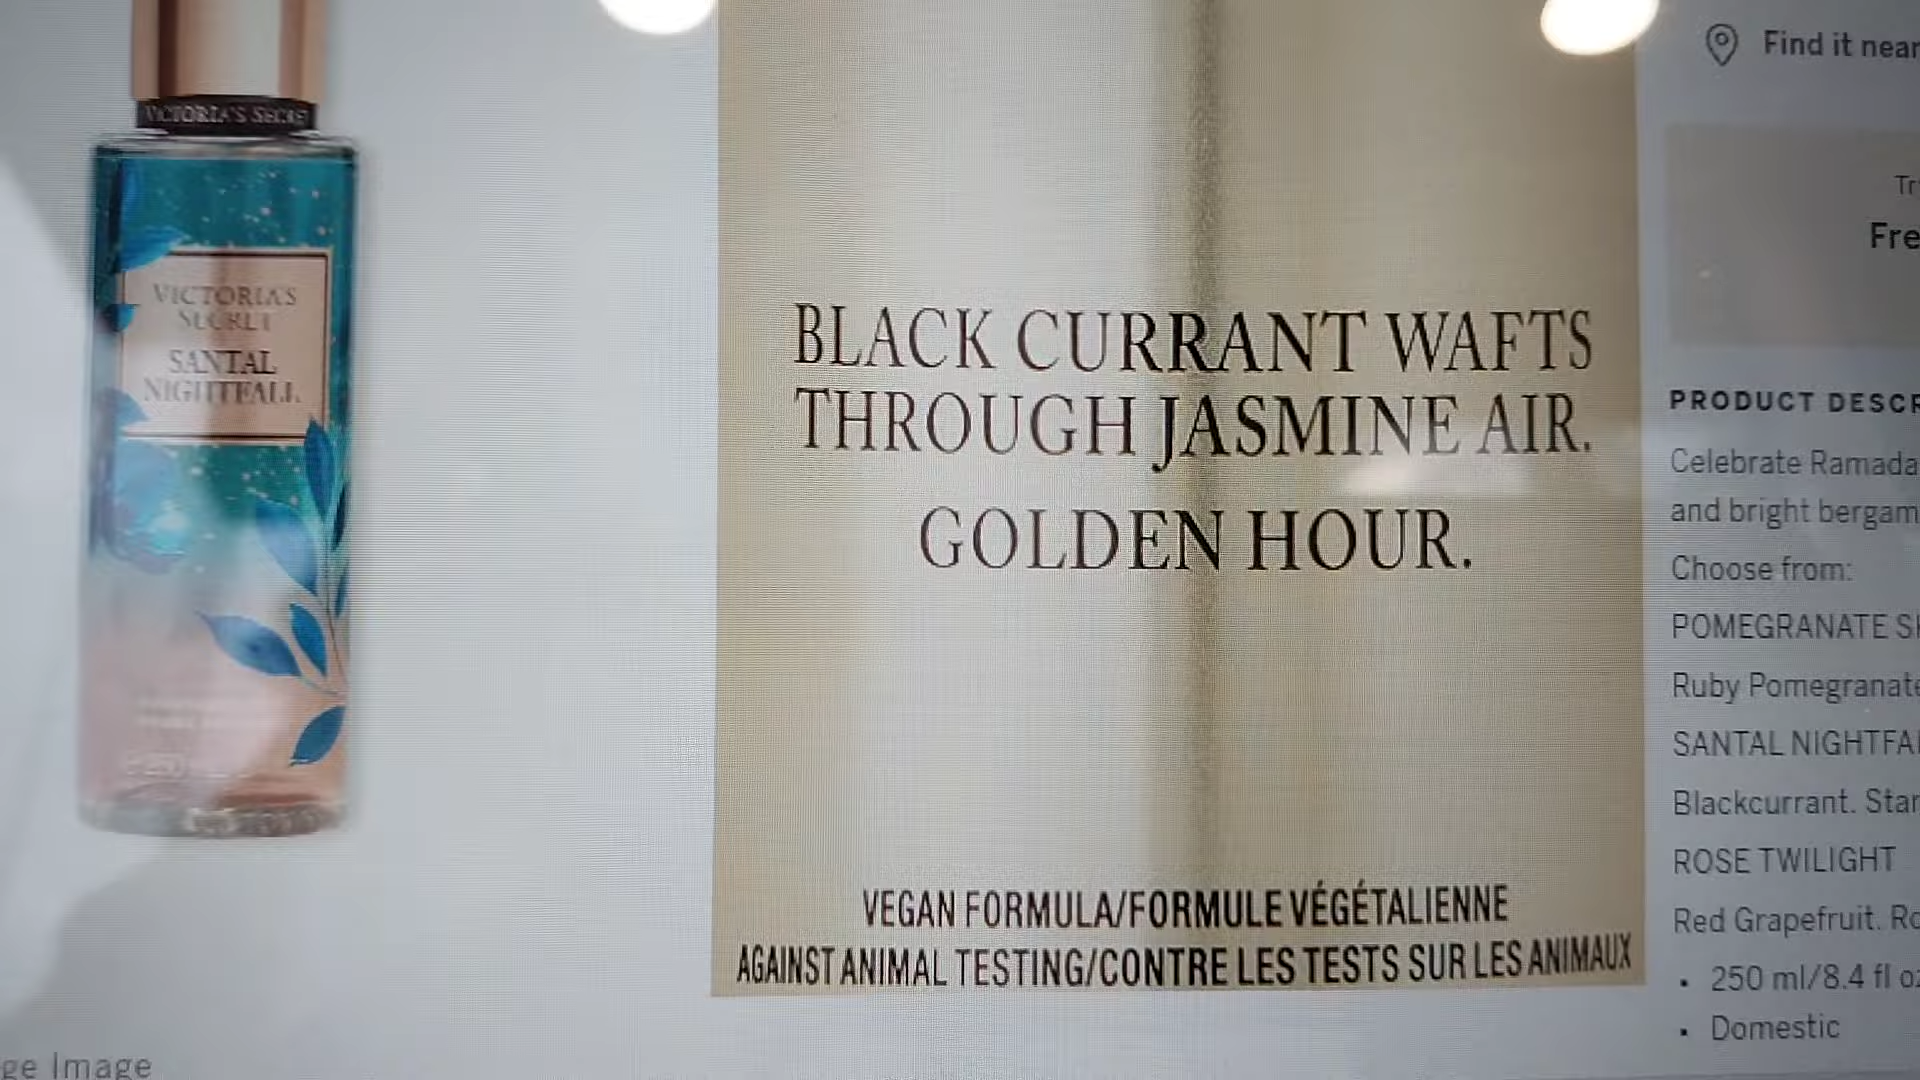 VICTORIA'S SECRET
VICTORIA'S
SECRET
SANTAL
NIGHTFALL
BLACK CURRANT WAFTS
THROUGH JASMINE AIR.
GOLDEN HOUR.
VEGAN FORMULA/FORMULE VÉGÉTALIENNE
AGAINST ANIMAL TESTING/CONTRE LES TESTS SUR LES ANIMAUX
Find it near
Fre
PRODUCT DESCR
Celebrate Ramada
and bright bergam
Choose from:
POMEGRANATE
Ruby Pomegranate
SANTAL NIGHTFA
Blackcurrant. Star
ROSE TWILIGHT
Red Grapefruit. Ro
• 250 ml/8.4 fl oz
• Domestic
ge Image